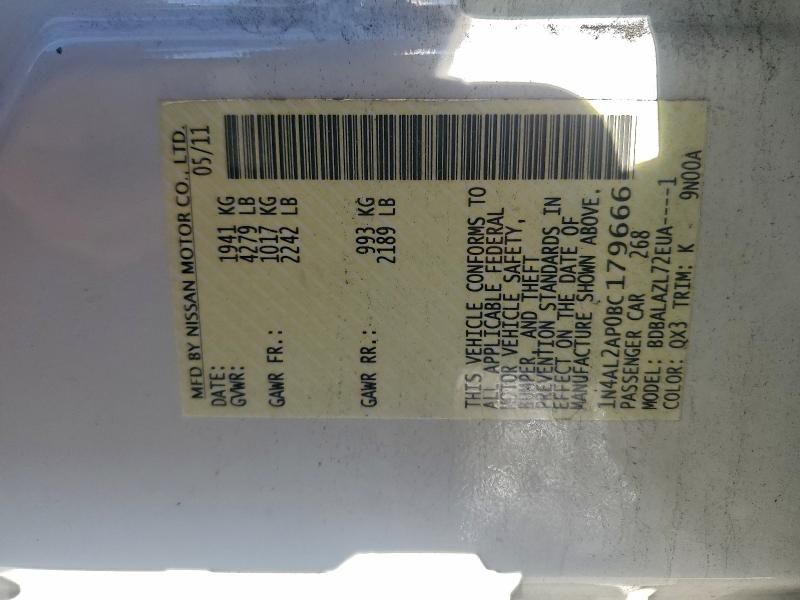 MFD BY NISSAN MOTOR CO., LTD.
DATE: 05/11
GVWR: 1941 KG
4279 LB
GAWR FR.: 1017 KG
2242 LB
GAWR RR.: 993 KG
2189 LB
THIS VEHICLE CONFORMS TO
ALL APPLICABLE FEDERAL
MOTOR VEHICLE SAFETY,
BUMPER, AND THEFT
PREVENTION STANDARDS IN
EFFECT ON THE DATE OF
MANUFACTURE SHOWN ABOVE.
1N4AL2AP0BC179666
PASSENGER CAR 268
MODEL: BDBALAZL72EUA----1
COLOR: QX3 TRIM: K 9N00A